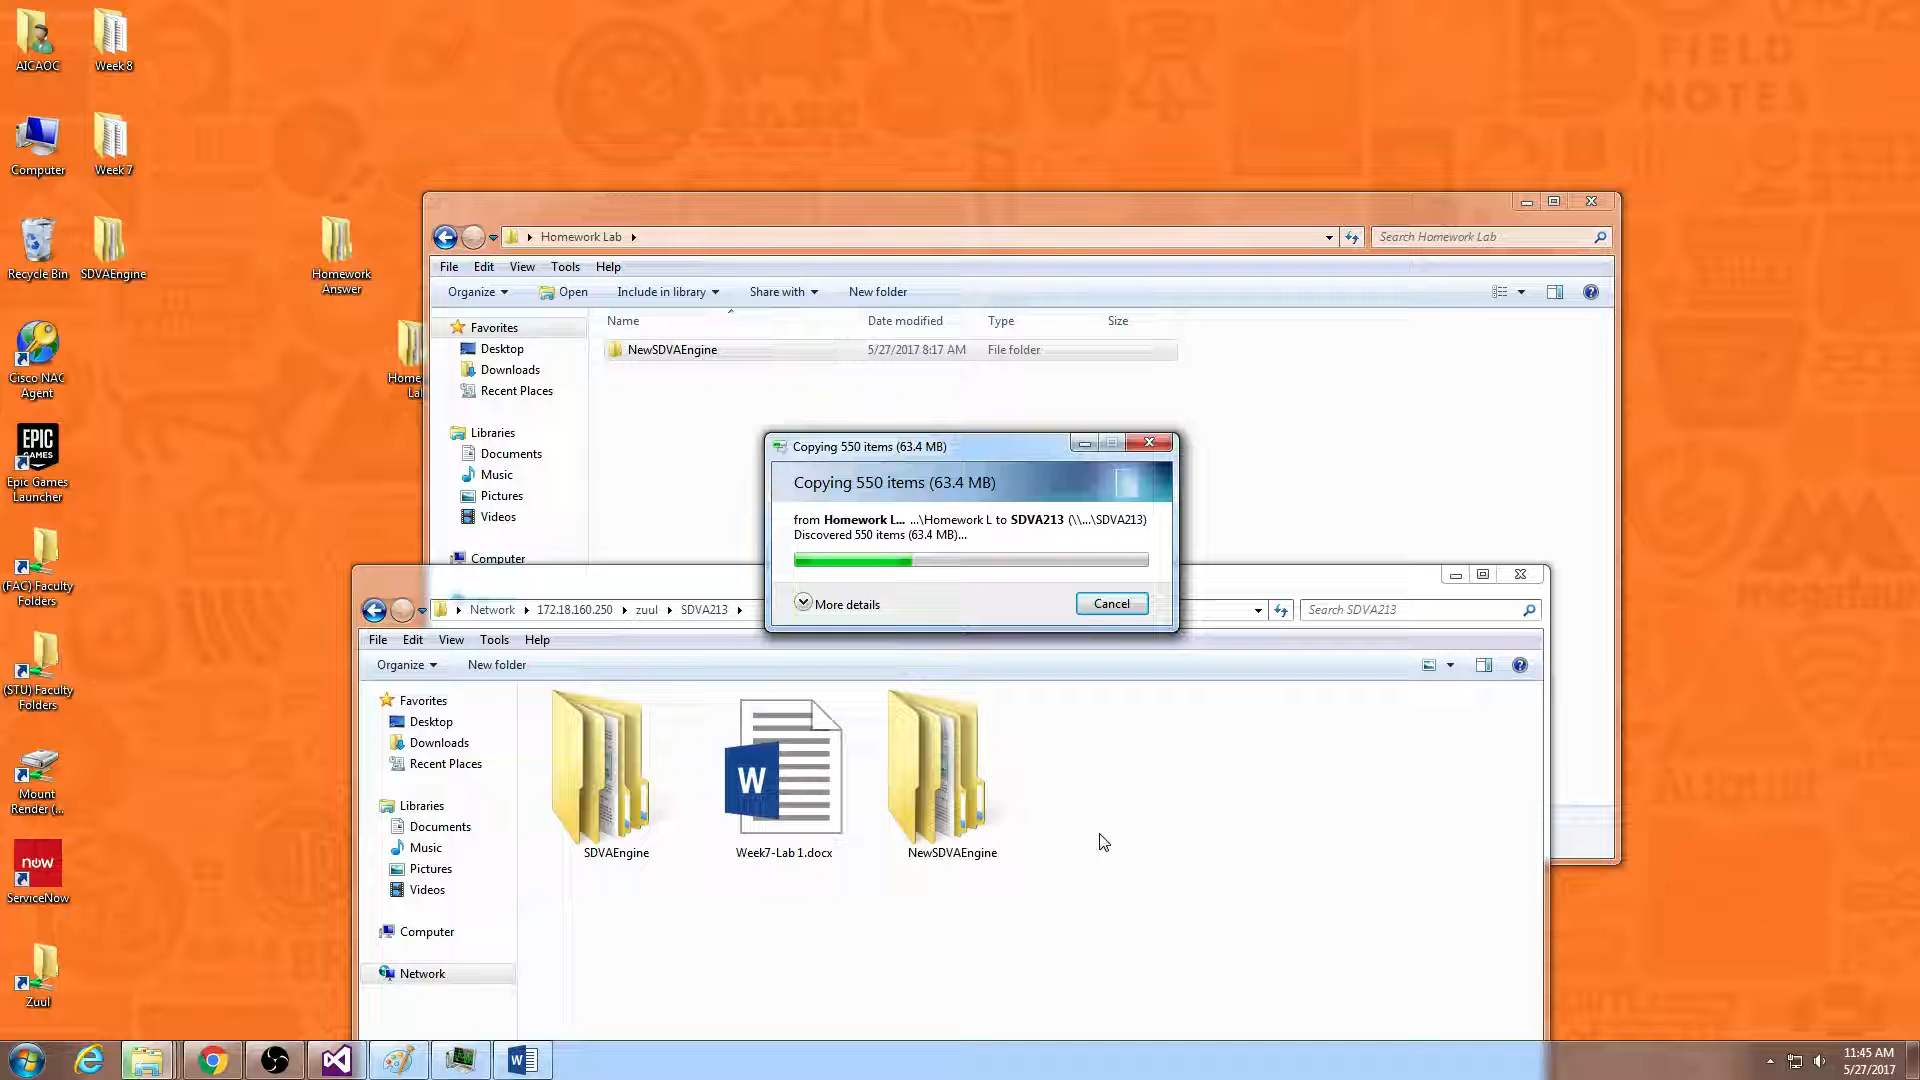 AICAOC
Week 8
Computer
Week 7
Recycle Bin
SDVAEngine
Homework
Answer
Cisco NAC
Agent
EPIC
GAMES
Epic Games
Launcher
(FAC) Faculty
Folders
(STU) Faculty
Folders
Mount
Render (...
now
ServiceNow
Zuul
FIELD
NOTES
Homework Lab
Search Homework Lab
File Edit View Tools Help
Organize Open Include in library Share with New folder
Name Date modified Type Size
NewSDVAEngine 5/27/2017 8:17 AM File folder
Favorites
Desktop
Downloads
Recent Places
Libraries
Documents
Music
Pictures
Videos
Computer
Copying 550 items (63.4 MB)
Copying 550 items (63.4 MB)
from Homework L... ...\Homework L to SDVA213 (\\...\SDVA213)
Discovered 550 items (63.4 MB)...
More details
Cancel
Network 172.18.160.250 zuul SDVA213
Search SDVA213
File Edit View Tools Help
Organize New folder
Favorites
Desktop
Downloads
Recent Places
Libraries
Documents
Music
Pictures
Videos
Computer
Network
SDVAEngine
W
Week7-Lab 1.docx
NewSDVAEngine
11:45 AM
5/27/2017